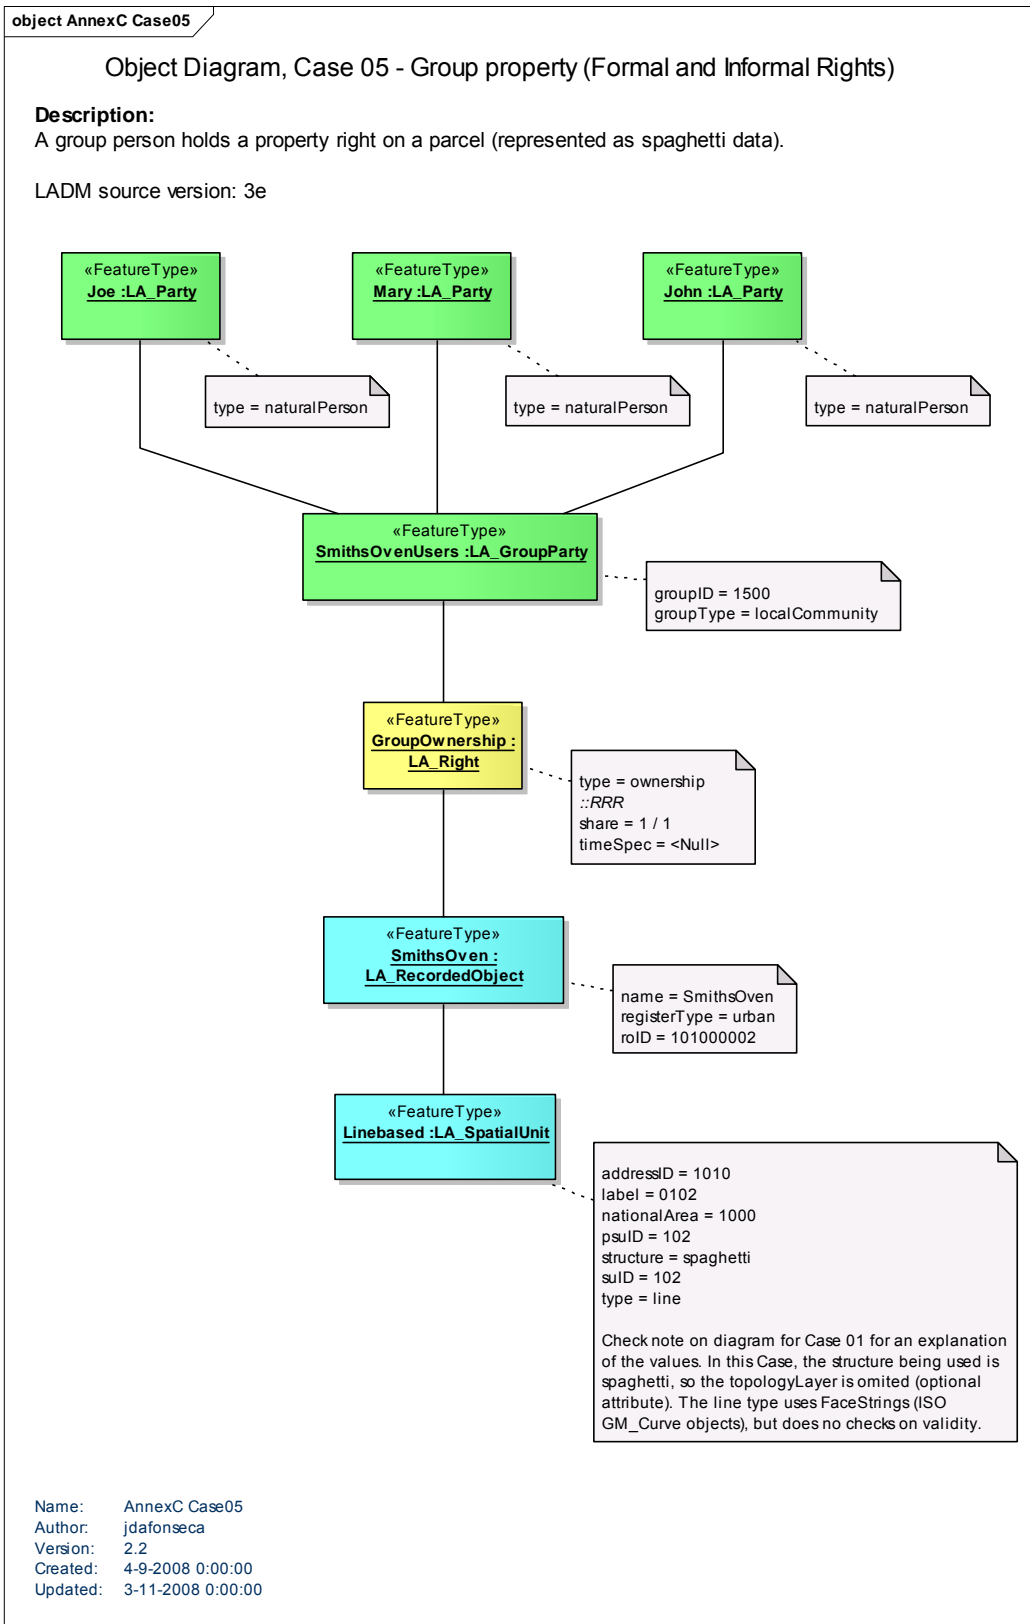 object AnnexC Case05
Object Diagram, Case 05 - Group property (Formal and Informal Rights)
Description:
A group person holds a property right on a parcel (represented as spaghetti data).
LADM source version: 3e
«FeatureType»
Joe :LA_Party
«FeatureType»
Mary :LA_Party
«FeatureType»
John :LA_Party
type = naturalPerson
type = naturalPerson
type = naturalPerson
«FeatureType»
SmithsOvenUsers :LA_GroupParty
groupID = 1500
groupType = localCommunity
«FeatureType»
GroupOwnership :
LA_Right
type = ownership
::RRR
share = 1 / 1
timeSpec = <Null>
«FeatureType»
SmithsOven :
LA_RecordedObject
name = SmithsOven
registerType = urban
roID = 101000002
«FeatureType»
Linebased :LA_SpatialUnit
addressID = 1010
label = 0102
nationalArea = 1000
psuID = 102
structure = spaghetti
suID = 102
type = line
Check note on diagram for Case 01 for an explanation
of the values. In this Case, the structure being used is
spaghetti, so the topologyLayer is omited (optional
attribute). The line type uses FaceStrings (ISO
GM_Curve objects), but does no checks on validity.
Name: AnnexC Case05
Author: jdafonseca
Version: 2.2
Created: 4-9-2008 0:00:00
Updated: 3-11-2008 0:00:00